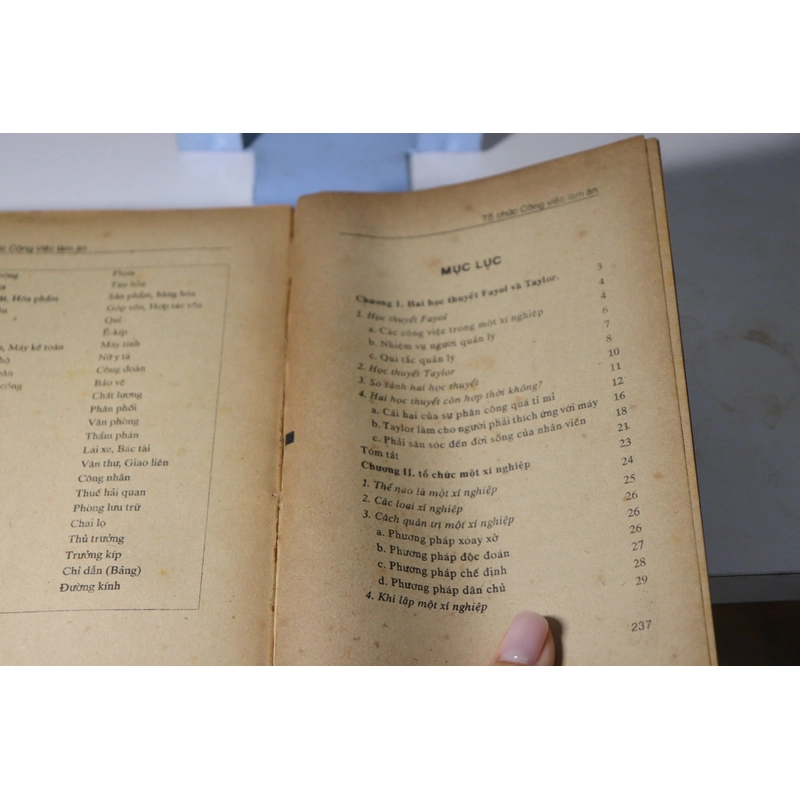 Công việc làm ăn
Sản phẩm, hàng hóa
Hóa phẩm
Góp vốn, Hợp tác vốn
Quí
Ê-kíp
Máy kế toán
Máy tính
Nữ y tá
Công đoàn
Bảo vệ
Chất lượng
Phân phối
Văn phòng
Thẩm phán
Lái xe, Bác tài
Văn thư, Giao liên
Công nhân
Thuế hải quan
Phòng lưu trữ
Chai lọ
Thủ trưởng
Trưởng kíp
Chỉ dẫn (Bảng)
Đường kính
Tổ chức Công việc làm ăn
MỤC LỤC
Chương I. Hai học thuyết Fayol và Taylor. 3
1. Học thuyết Fayol 4
a. Các công việc trong một xí nghiệp 4
b. Nhiệm vụ người quản lý 6
c. Qui tắc quản lý 7
2. Học thuyết Taylor 8
3. So sánh hai học thuyết 10
4. Hai học thuyết còn hợp thời không? 11
a. Cái hại của sự phân công quá tỉ mỉ 12
b. Taylor làm cho người phải thích ứng với máy 16
c. Phải săn sóc đến đời sống của nhân viên 18
Tóm tắt 21
Chương II. tổ chức một xí nghiệp 23
1. Thế nào là một xí nghiệp 24
2. Các loại xí nghiệp 25
3. Cách quản trị một xí nghiệp 26
a. Phương pháp xoay xở 26
b. Phương pháp độc đoán 26
c. Phương pháp chế định 27
d. Phương pháp dân chủ 28
4. Khi lập một xí nghiệp 29
237